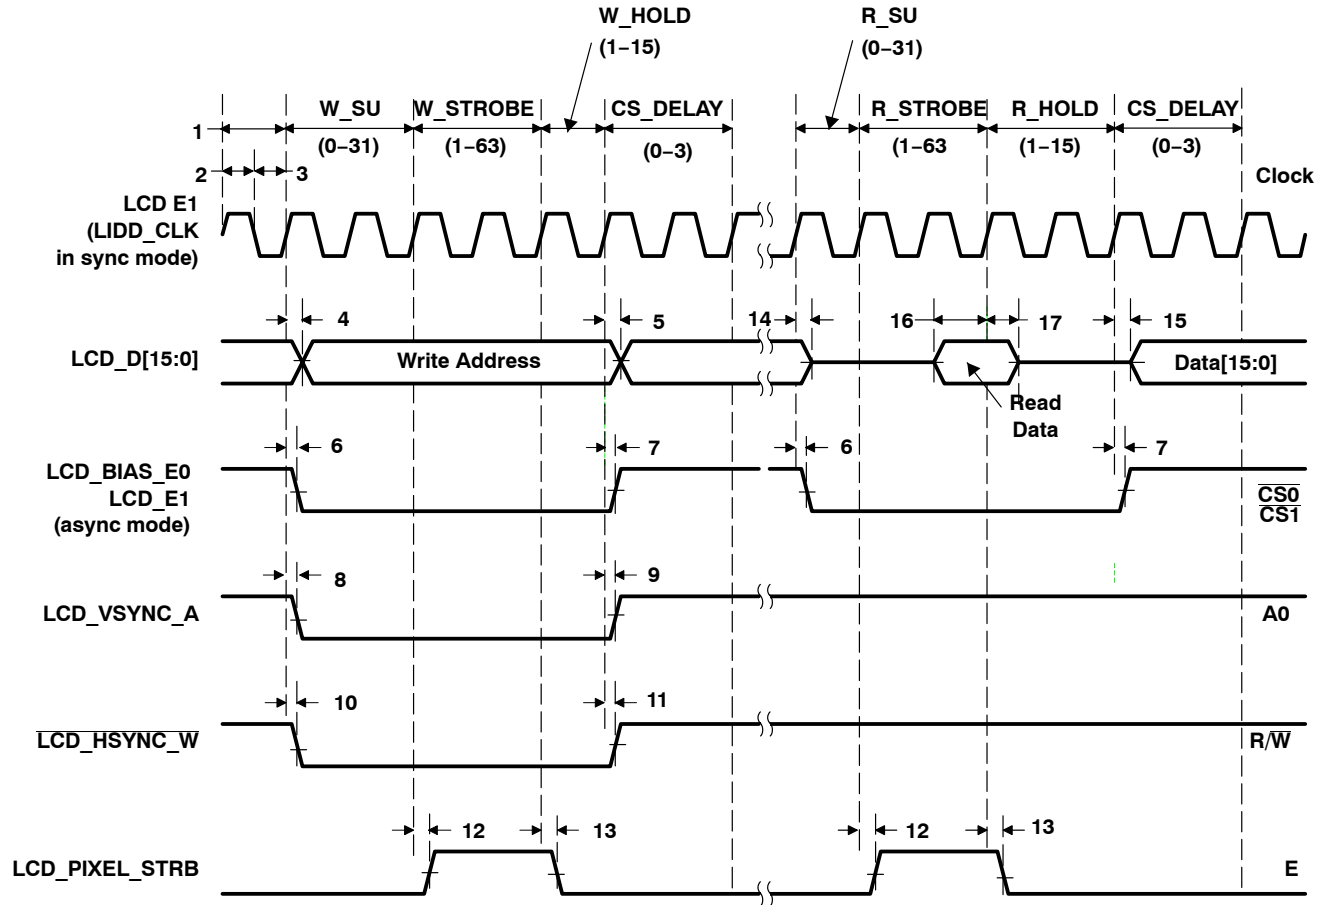 W_HOLD
(1–15)
R_SU
(0–31)
W_SU
W_STROBE
CS_DELAY
R_STROBE
R_HOLD
CS_DELAY
1
(0–31)
(1–63)
(0–3)
(1–63
(1–15)
(0–3)
2
3
Clock
LCD E1
(LIDD_CLK
in sync mode)
4
5
14
16
17
15
LCD_D[15:0]
Write Address
Data[15:0]
Read
Data
6
7
6
7
LCD_BIAS_E0
LCD_E1
(async mode)
CS0
CS1
8
9
LCD_VSYNC_A
A0
10
11
LCD_HSYNC_W
R/W
12
13
12
13
LCD_PIXEL_STRB
E